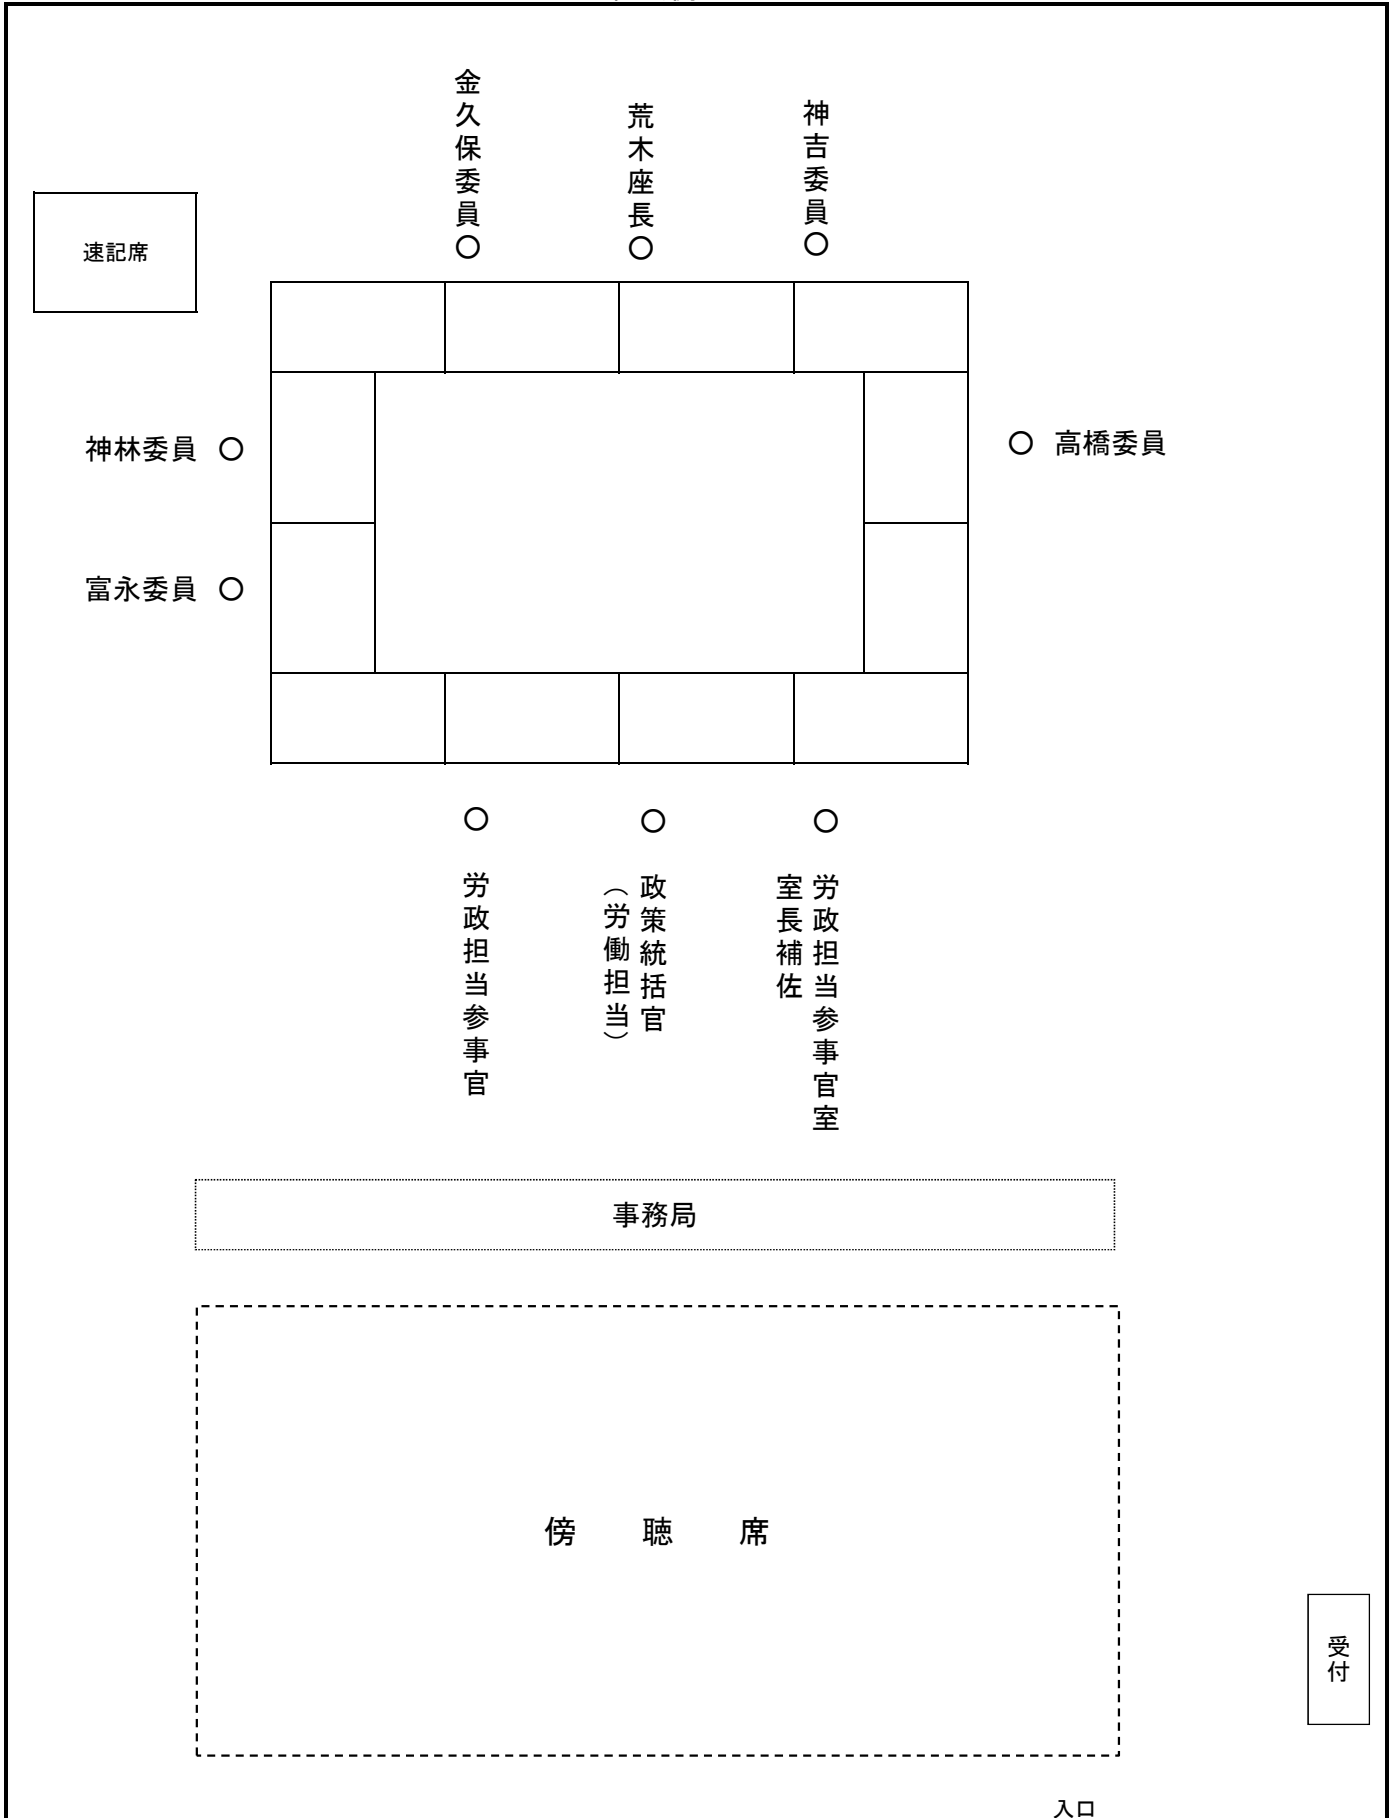 金久保委員○
荒木座長○
神吉委員○
速記席
神林委員 ○
○ 高橋委員
富永委員 ○
○ 労政担当参事官
○ 政策統括官
（労働担当）
○ 労政担当参事官室
室長補佐
事務局
傍 聴 席
受付
入口